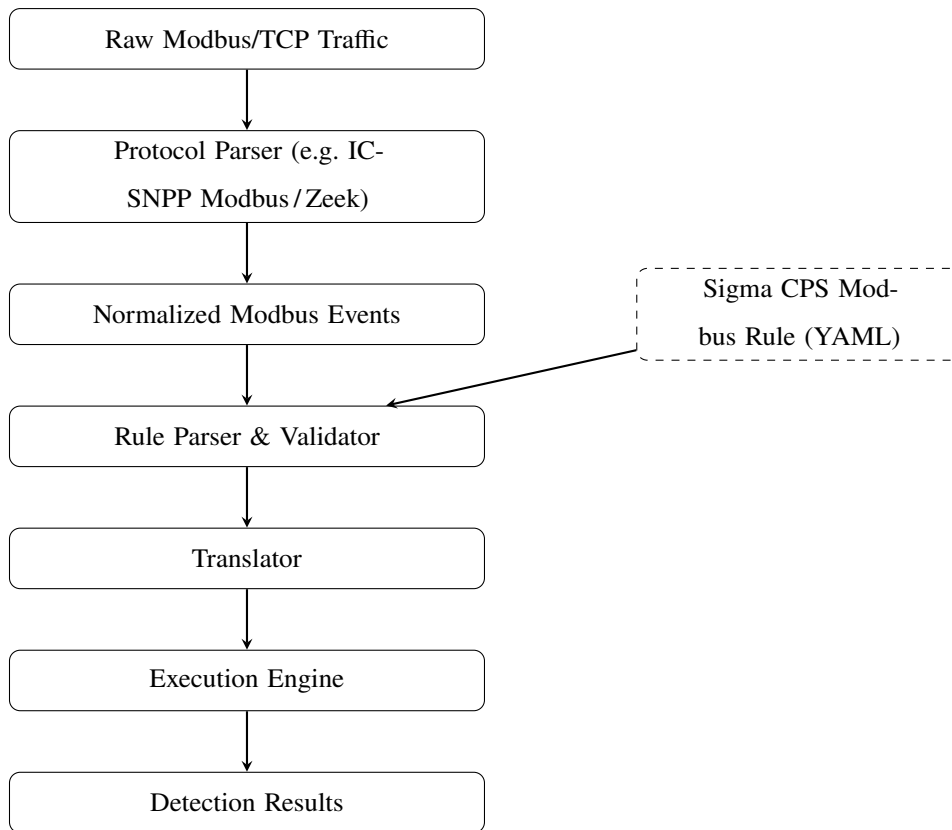 Raw Modbus/TCP Traffic
Protocol Parser (e.g. IC-
SNPP Modbus / Zeek)
Normalized Modbus Events
Sigma CPS Mod-
bus Rule (YAML)
Rule Parser & Validator
Translator
Execution Engine
Detection Results